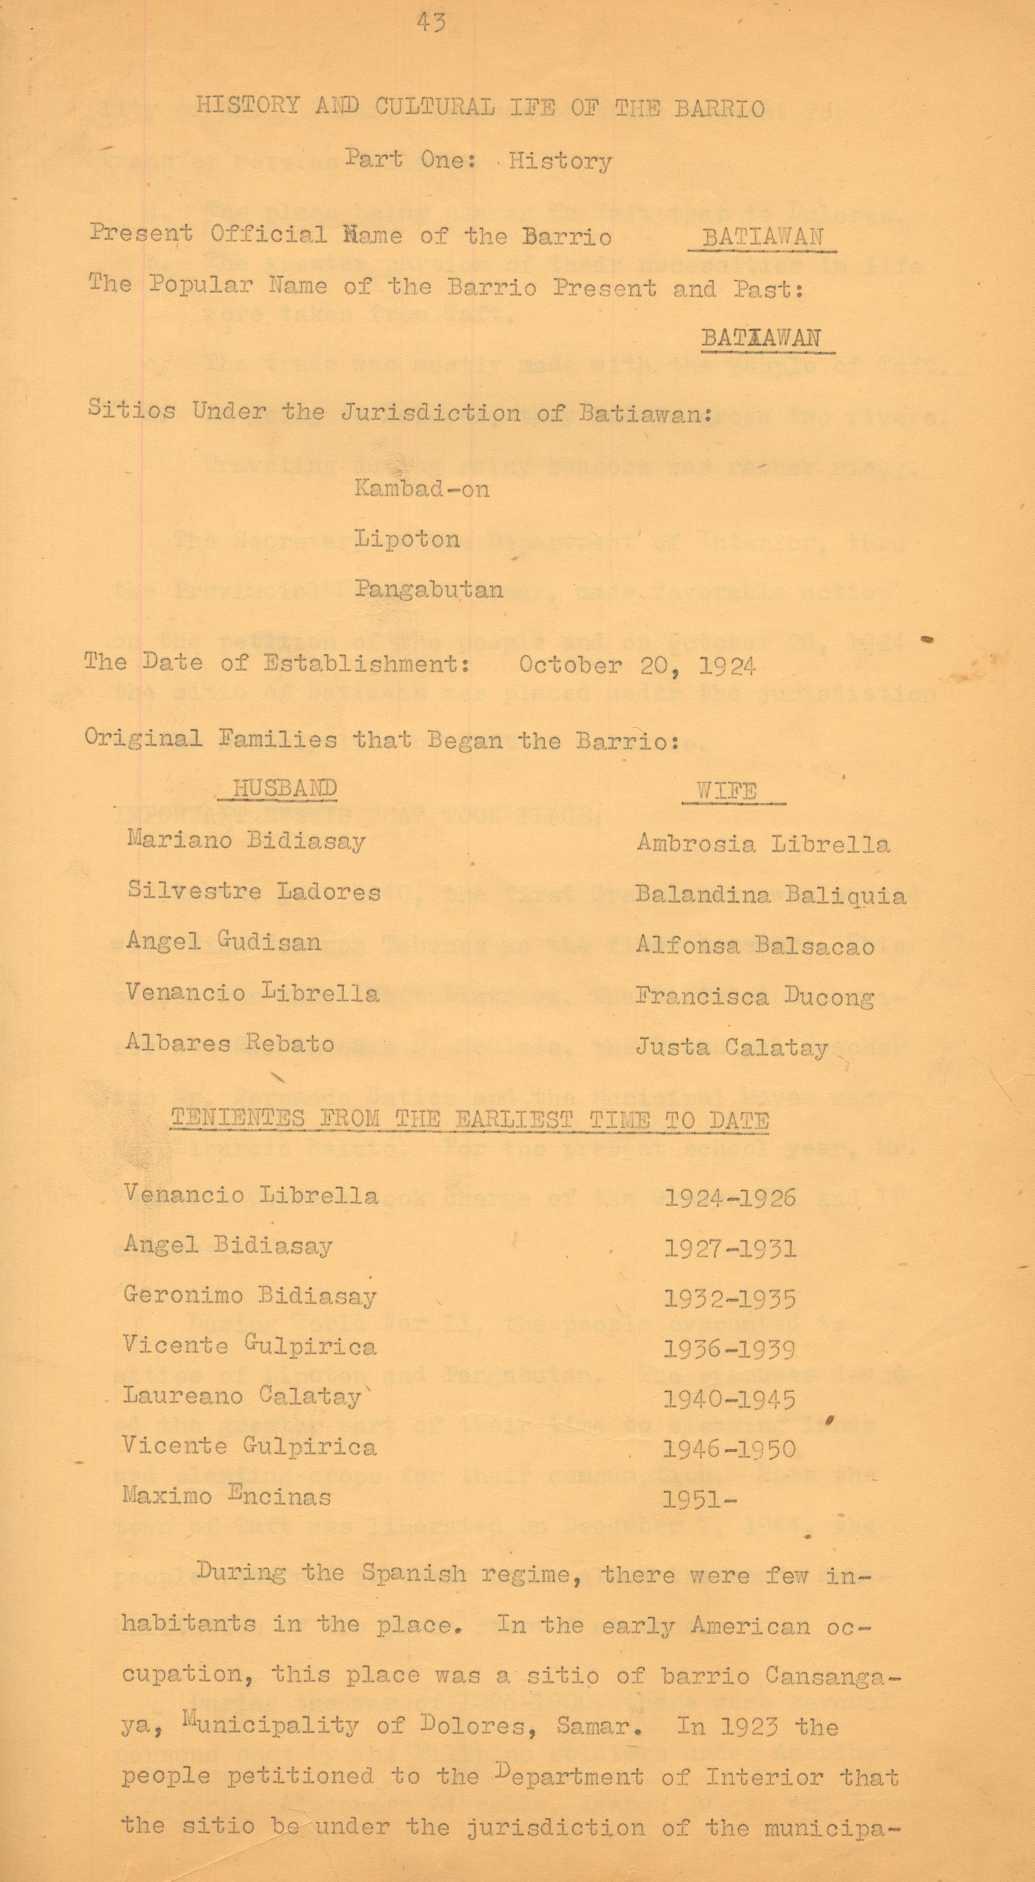 43
HISTORY AND CULTURAL IFE OF THE BARRIO
Part One: History
Present Official Name of the Barrio BATIAWAN
The Popular Name of the Barrio Present and Past:
BATIAWAN
Sitios Under the Jurisdiction of Batiawan:
Kambad-on
Lipoton
Pangabutan
The Date of Establishment: October 20, 1924
Original Families that Began the Barrio:
HUSBAND WIFE
Mariano Bidiasay Ambrosia Librella
Silvestre Ladores Balandina Baliquia
Angel Gudisan Alfonsa Balsacao
Venancio Librella Francisca Ducong
Albares Rebato Justa Calatay
TENIENTES FROM THE EARLIEST TIME TO DATE
Venancio Librella 1924-1926
Angel Bidiasay 1927-1931
Geronimo Bidiasay 1932-1935
Vicente Gulpirica 1936-1939
Laureano Calatay 1940-1945
Vicente Gulpirica 1946-1950
Maximo Encinas 1951-
During the Spanish regime, there were few in-
habitants in the place. In the early American oc-
cupation, this place was a sitio of barrio Cansanga-
ya, Municipality of Dolores, Samar. In 1923 the
people petitioned to the Department of Interior that
the sitio be under the jurisdiction of the municipa-